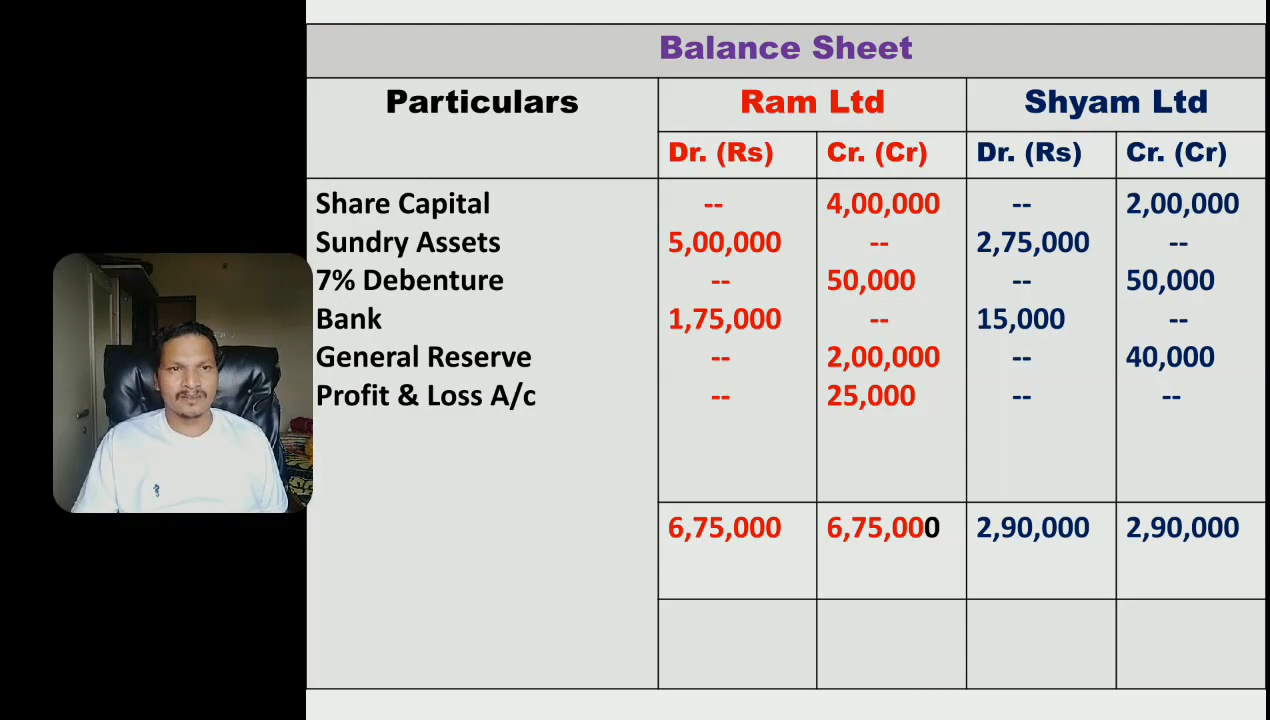 Balance Sheet
Particulars Ram Ltd Shyam Ltd
Dr. (Rs) Cr. (Cr) Dr. (Rs) Cr. (Cr)
Share Capital -- 4,00,000 -- 2,00,000
Sundry Assets 5,00,000 -- 2,75,000 --
7% Debenture -- 50,000 -- 50,000
Bank 1,75,000 -- 15,000 --
General Reserve -- 2,00,000 -- 40,000
Profit & Loss A/c -- 25,000 -- --
6,75,000 6,75,000 2,90,000 2,90,000